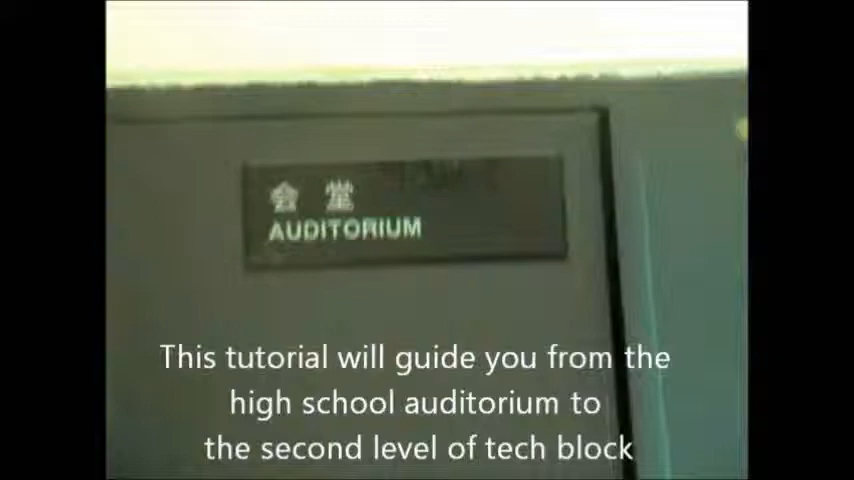 会 堂
AUDITORIUM
This tutorial will guide you from the
high school auditorium to
the second level of tech block